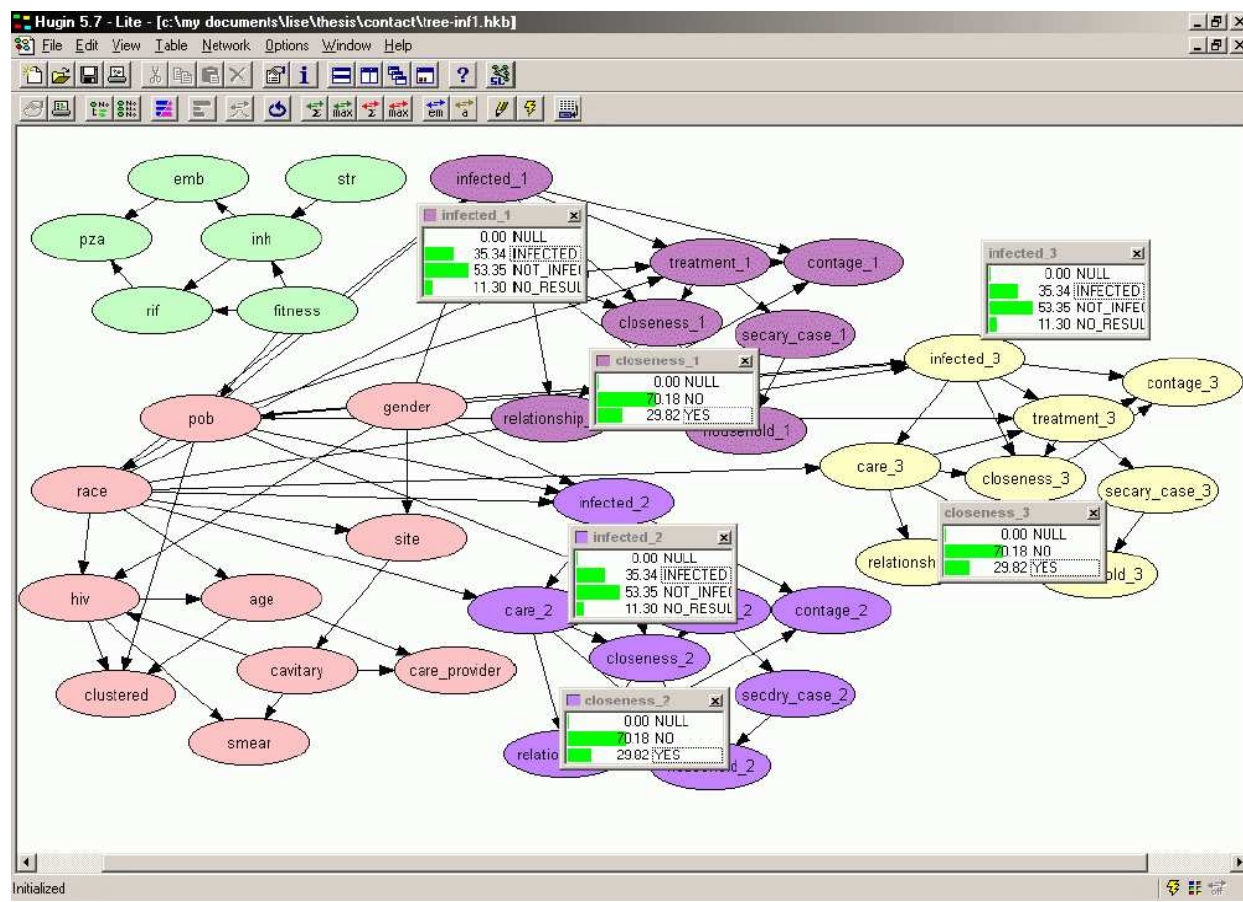 Hugin 5.7 - Lite - [c:\my documents\lise\thesis\contact\tree-inf1.hkb]
File Edit View Table Network Options Window Help
emb
str
infected_1
pza
inh
infected_1
0.00 NULL
35.34 INFECTED
53.35 NOT_INFE
11.30 NO_RESUL
treatment_1
contage_1
infected_3
0.00 NULL
35.34 INFECTED
53.35 NOT_INFE
11.30 NO_RESUL
rif
fitness
closeness_1
secary_case_1
infected_3
closeness_1
0.00 NULL
70.18 NO
29.82 YES
contage_3
pob
gender
relationship_
household_1
treatment_3
care_3
closeness_3
secary_case_3
race
infected_2
closeness_3
0.00 NULL
70.18 NO
29.82 YES
site
infected_2
0.00 NULL
35.34 INFECTED
53.35 NOT_INFE
11.30 NO_RESUL
relationsh
old_3
hiv
age
care_2
_2
contage_2
closeness_2
cavitary
care_provider
clustered
secdry_case_2
closeness_2
0.00 NULL
70.18 NO
29.82 YES
smear
relatio
household_2
Initialized